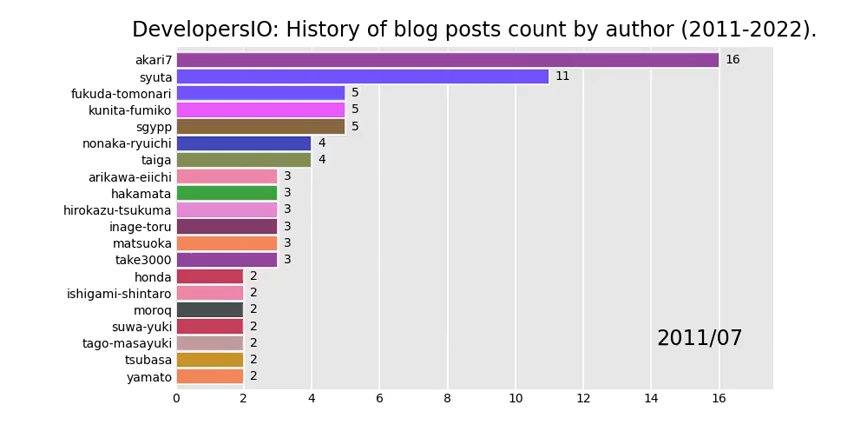 DevelopersIO: History of blog posts count by author (2011-2022).
akari7 16
syuta 11
fukuda-tomonari 5
kunita-fumiko 5
sgypp 5
nonaka-ryuichi 4
taiga 4
arikawa-eiichi 3
hakamata 3
hirokazu-tsukuma 3
inage-toru 3
matsuoka 3
take3000 3
honda 2
ishigami-shintaro 2
moroq 2
suwa-yuki 2
tago-masayuki 2
tsubasa 2
yamato 2
2011/07
0 2 4 6 8 10 12 14 16